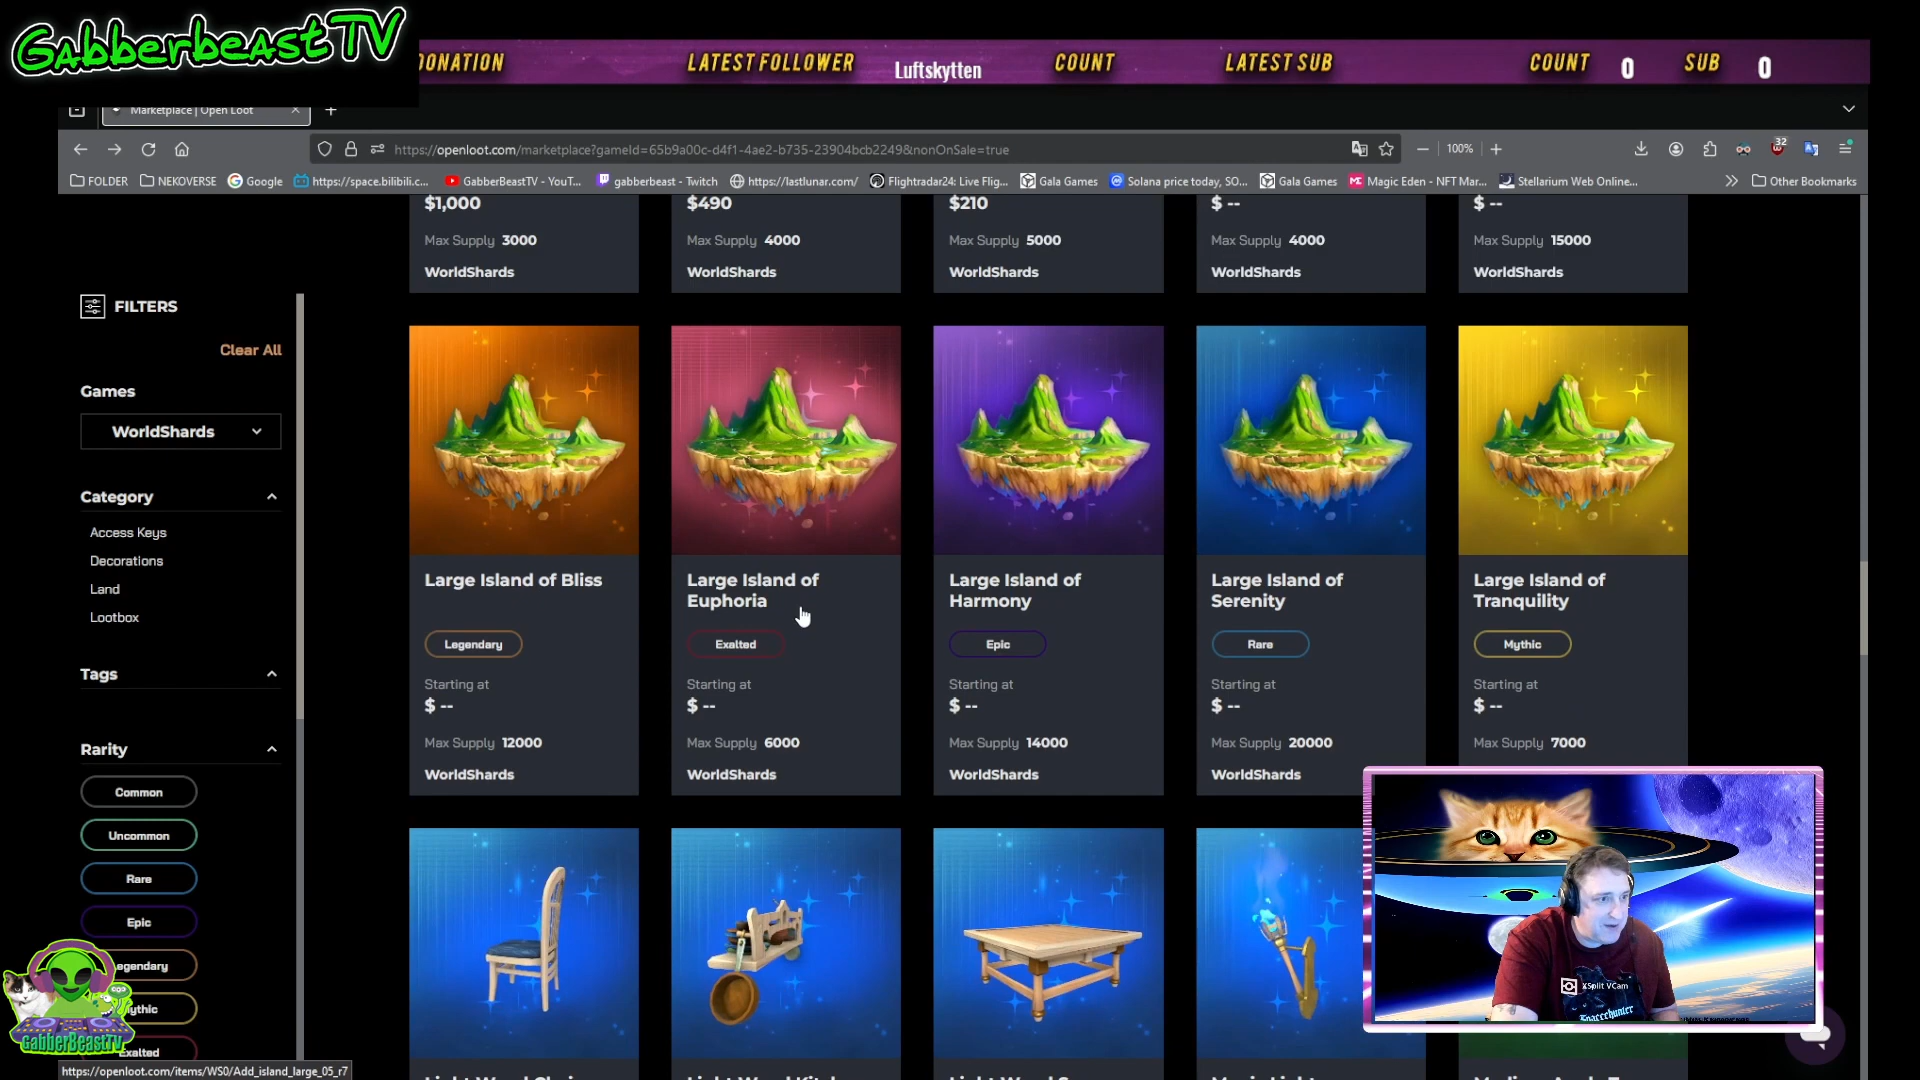 GabberbeastTV
DONATION
LATEST FOLLOWER
Luftskytten
COUNT
LATEST SUB
COUNT
0
SUB
0
Marketplace | Open Loot
https://openloot.com/marketplace?gameId=65b9a00c-d4f1-4ae2-b735-23904bcb2249&nonOnSale=true
100%
32
FOLDER
NEKOVERSE
Google
https://space.bilibili.c...
GabberBeastTV - YouT...
gabberbeast - Twitch
https://lastlunar.com/
Flightradar24: Live Flig...
Gala Games
Solana price today, SO...
Gala Games
Magic Eden - NFT Mar...
Stellarium Web Online...
Other Bookmarks
$1,000
$490
$210
$ --
$ --
Max Supply 3000
Max Supply 4000
Max Supply 5000
Max Supply 4000
Max Supply 15000
WorldShards
WorldShards
WorldShards
WorldShards
WorldShards
FILTERS
Clear All
Games
WorldShards
Category
Access Keys
Decorations
Land
Lootbox
Tags
Rarity
Common
Uncommon
Rare
Epic
egendary
ythic
Exalted
Large Island of Bliss
Legendary
Starting at
$ --
Max Supply 12000
WorldShards
Large Island of
Euphoria
Exalted
Starting at
$ --
Max Supply 6000
WorldShards
Large Island of
Harmony
Epic
Starting at
$ --
Max Supply 14000
WorldShards
Large Island of
Serenity
Rare
Starting at
$ --
Max Supply 20000
WorldShards
Large Island of
Tranquility
Mythic
Starting at
$ --
Max Supply 7000
XSplit VCam
Spacehunter
GabberBeastTV
https://openloot.com/items/WS0/Add_island_large_05_r7